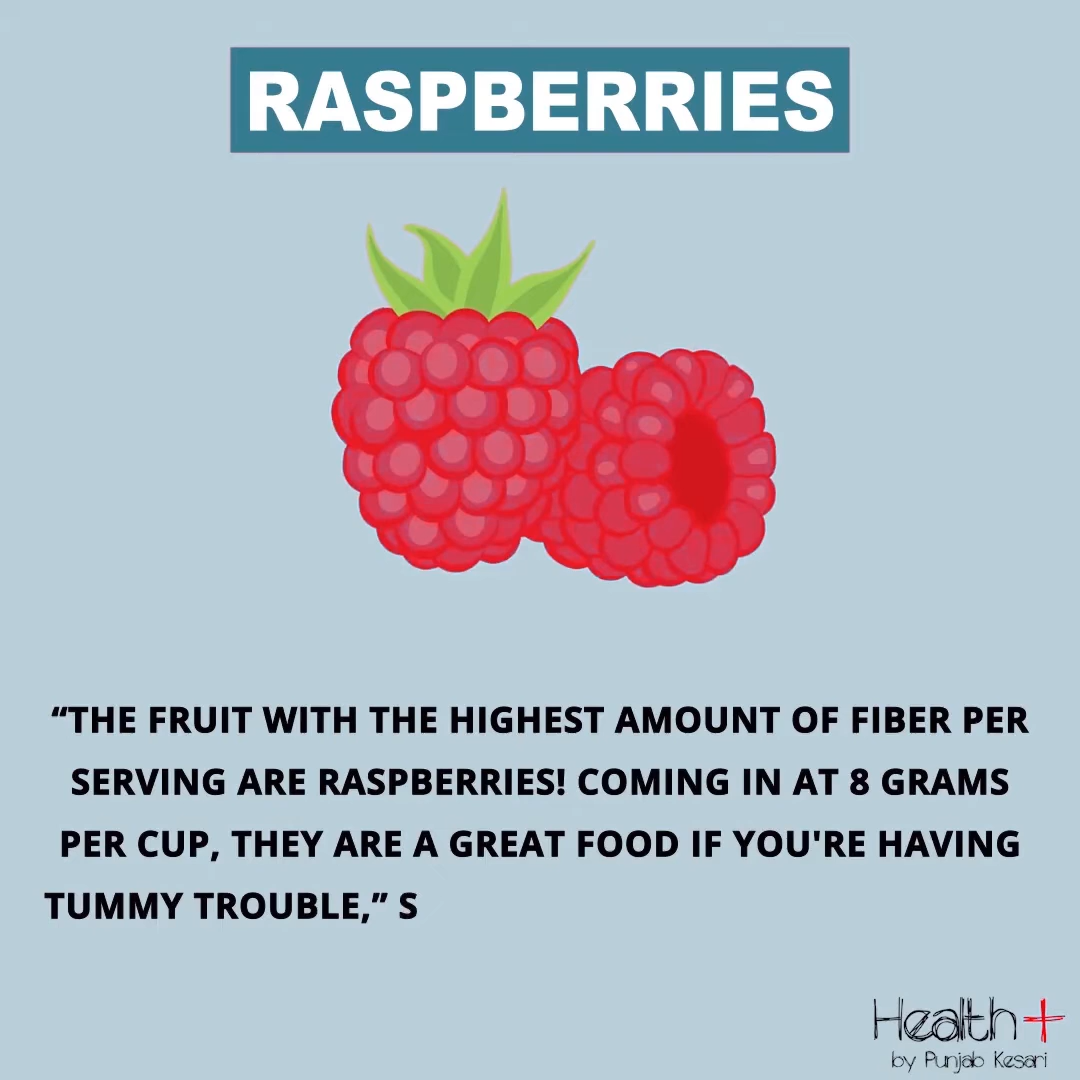 RASPBERRIES
“THE FRUIT WITH THE HIGHEST AMOUNT OF FIBER PER
SERVING ARE RASPBERRIES! COMING IN AT 8 GRAMS
PER CUP, THEY ARE A GREAT FOOD IF YOU'RE HAVING
TUMMY TROUBLE,” S
Health+
by Punjab Kesari